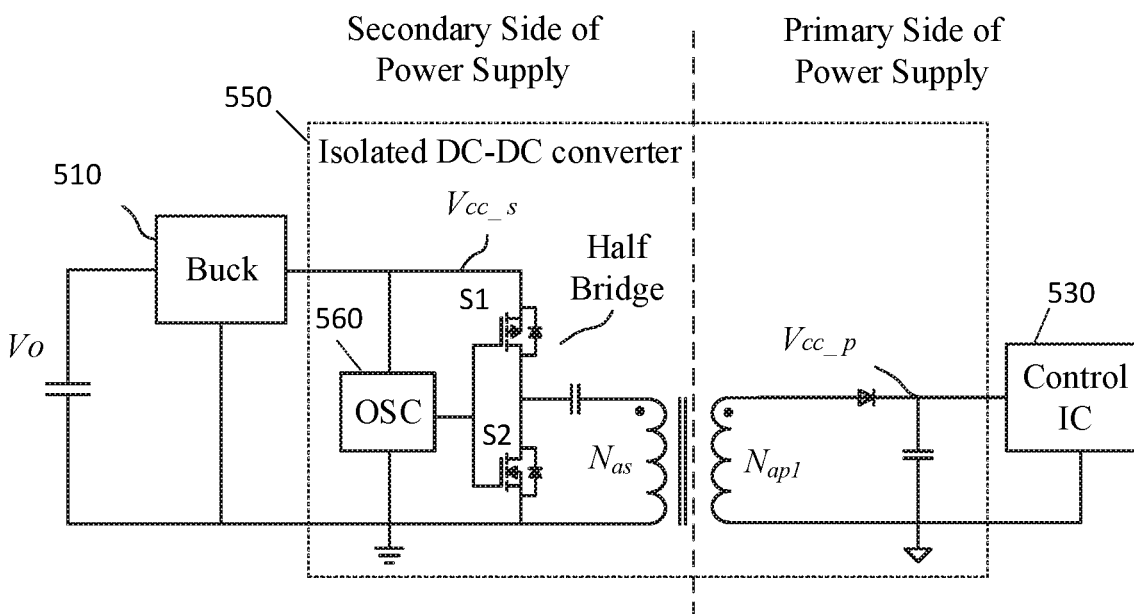 Secondary Side of
Power Supply
Primary Side of
Power Supply
550
Isolated DC-DC converter
510
Vcc_s
Buck
Half
Bridge
S1
530
560
Vo
Vcc_p
Control
IC
OSC
S2
Nas
Nap1